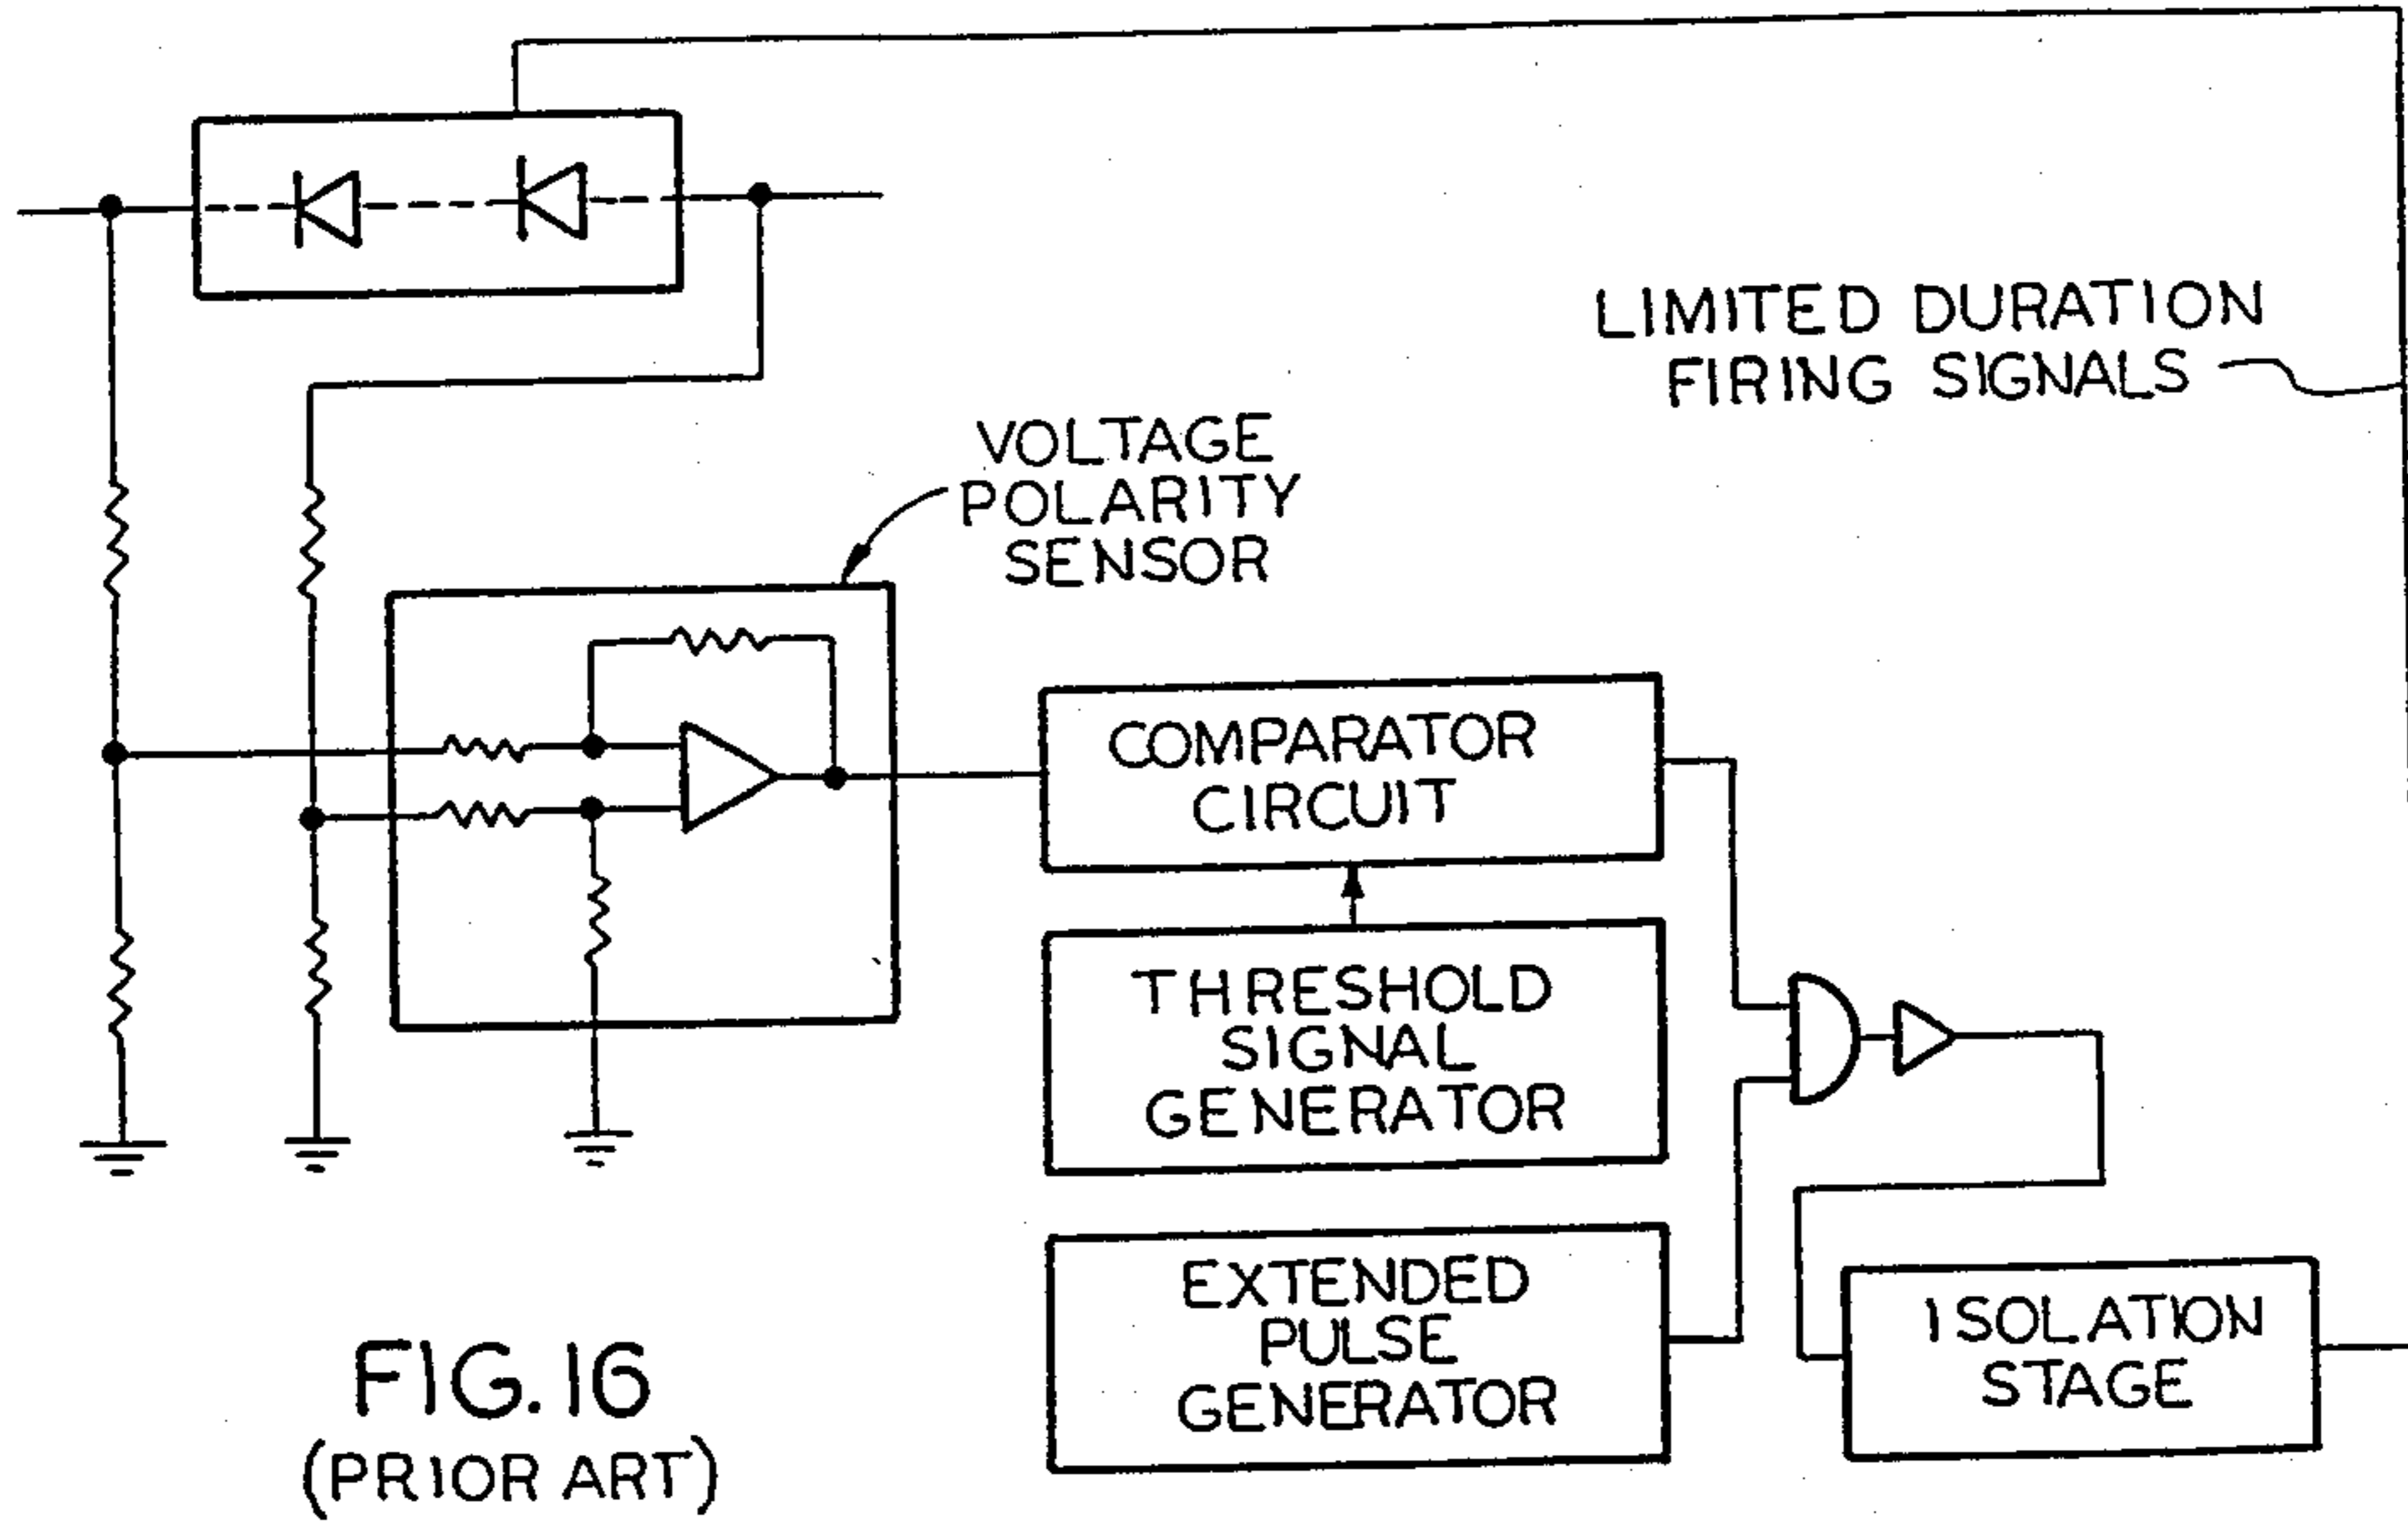 LIMITED DURATION
FIRING SIGNALS
VOLTAGE
POLARITY
SENSOR
COMPARATOR
CIRCUIT
THRESHOLD
SIGNAL
GENERATOR
EXTENDED
PULSE
GENERATOR
ISOLATION
STAGE
FIG. 16
(PRIOR ART)